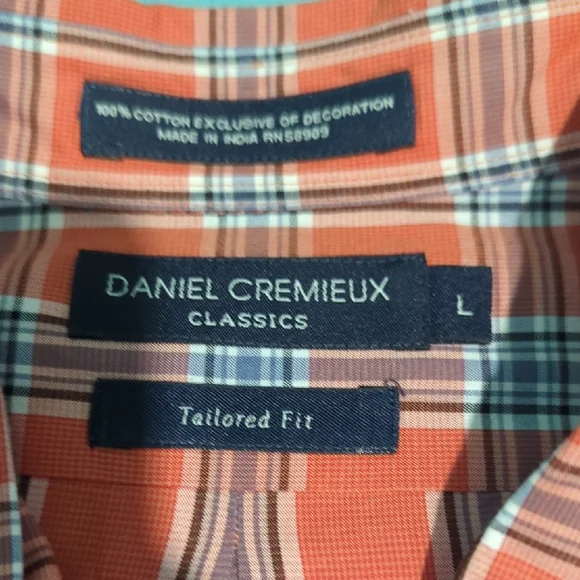 100% COTTON EXCLUSIVE OF DECORATION
MADE IN INDIA RN58909
DANIEL CREMIEUX
CLASSICS
L
Tailored Fit